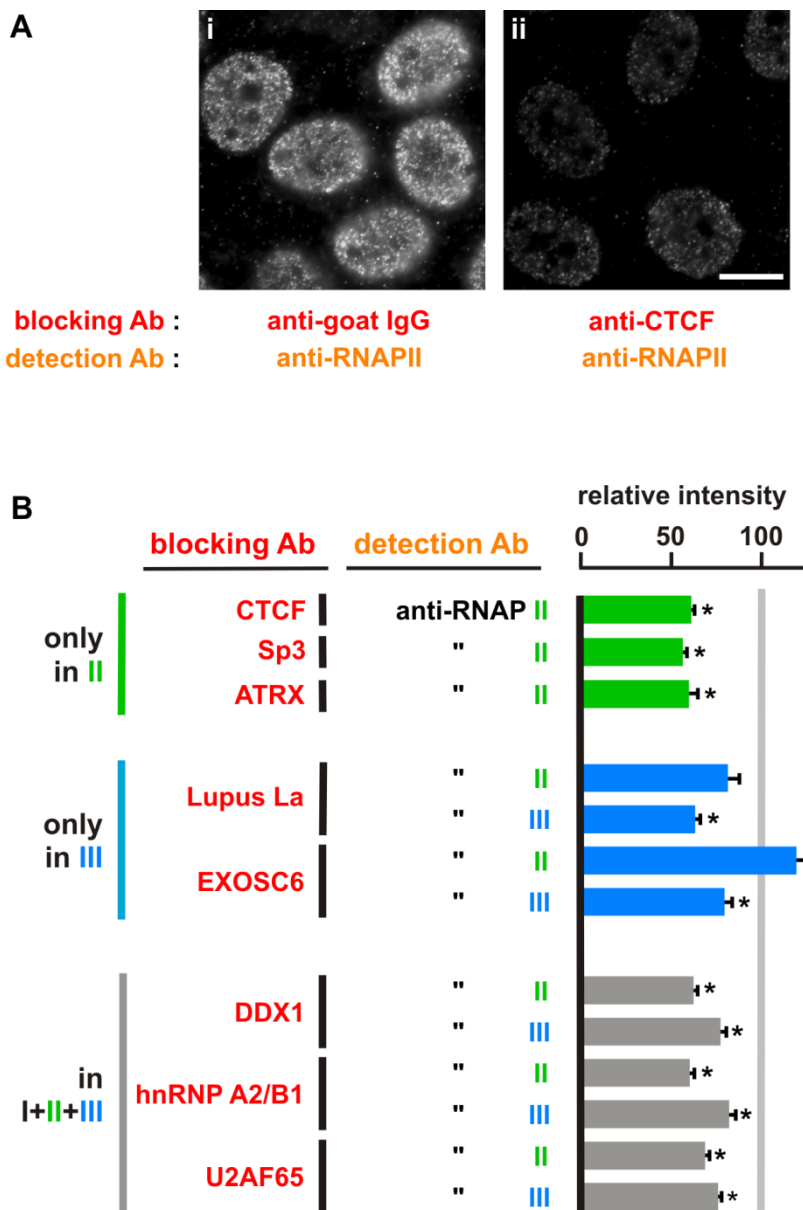 A
i
ii
blocking Ab : anti-goat IgG anti-CTCF
detection Ab : anti-RNAPII anti-RNAPII
B
relative intensity
blocking Ab detection Ab 0 50 100
only
in II
CTCF anti-RNAP II *
Sp3 " II *
ATRX " II *
only
in III
Lupus La
" II
" III *
EXOSC6
" II
" III *
in
I+II+III
DDX1
" II *
" III *
hnRNP A2/B1
" II *
" III *
U2AF65
" II *
" III *